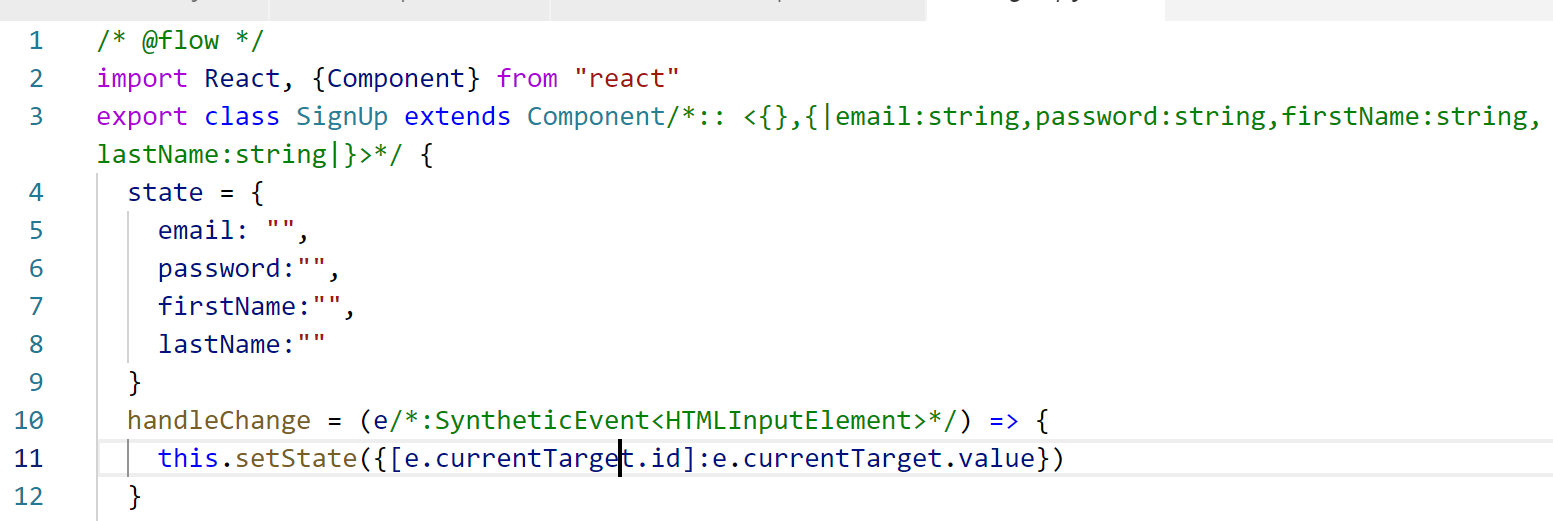 1 /* @flow */
2 import React, {Component} from "react"
3 export class SignUp extends Component/*:: <{},{|email:string,password:string,firstName:string,
lastName:string|}>*/ {
4 state = {
5 email: "",
6 password:"",
7 firstName:"",
8 lastName:""
9 }
10 handleChange = (e/*:SyntheticEvent<HTMLInputElement>*/) => {
11 this.setState({[e.currentTarget.id]:e.currentTarget.value})
12 }